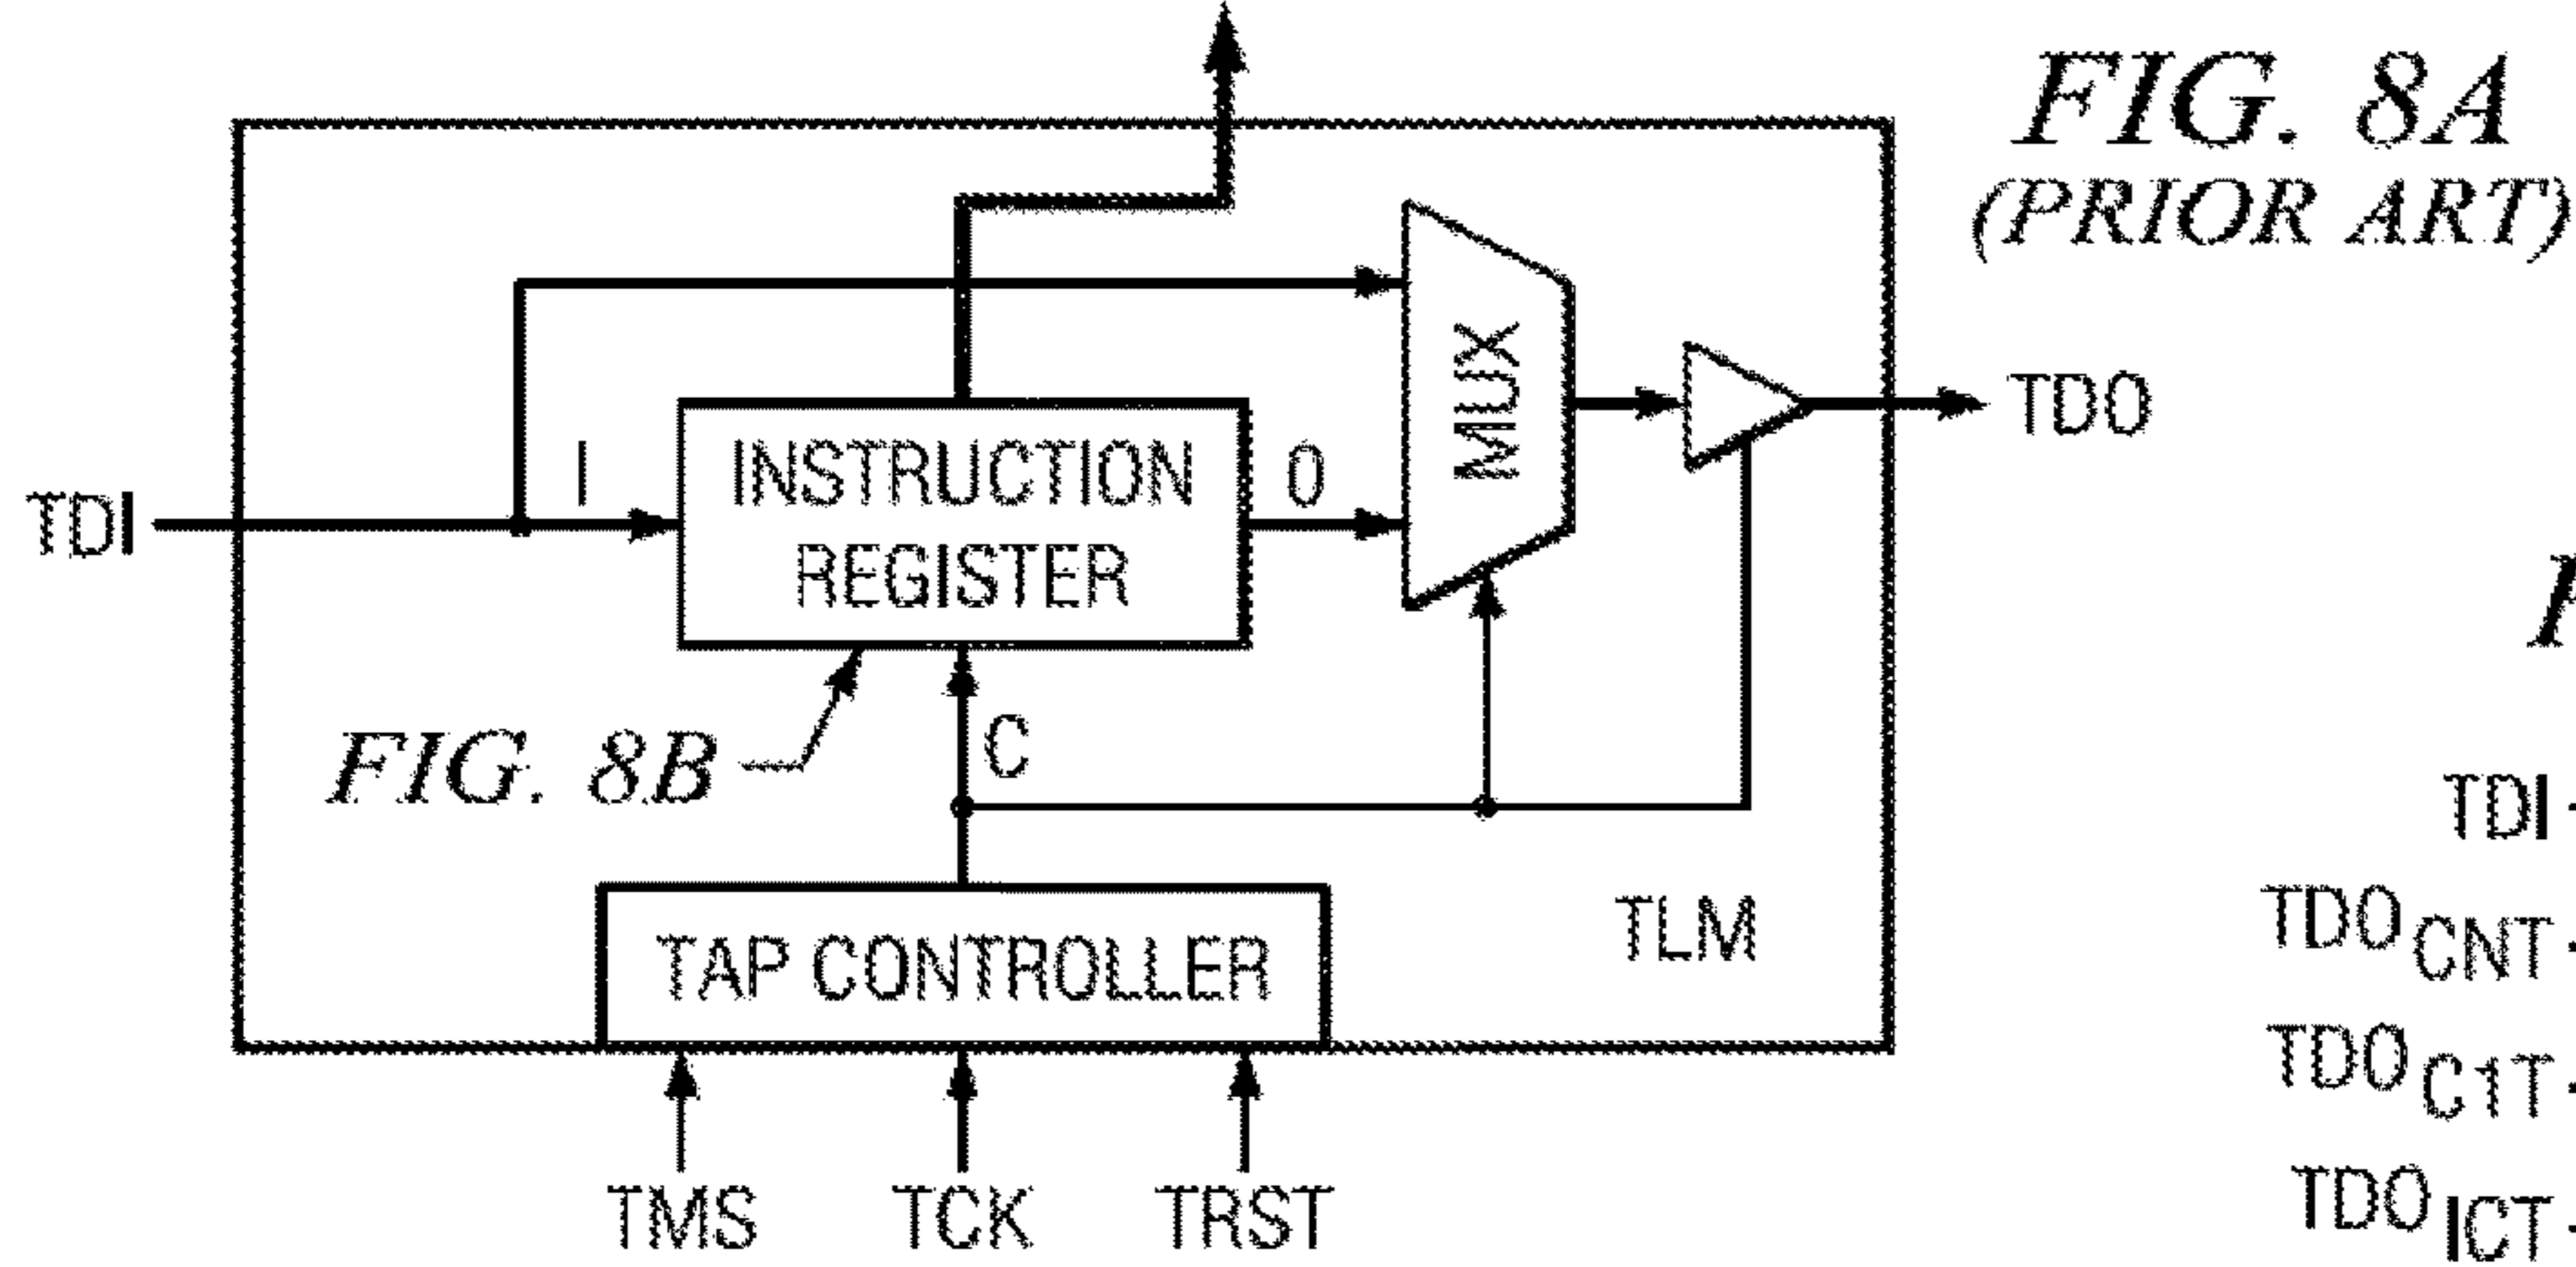 FIG. 8A
(PRIOR ART)
MUX
TDO
INSTRUCTION
REGISTER
I
O
TDI
FIG. 8B
C
TDI
TLM
TAP CONTROLLER
TDO CNT
TDO C1T
TDO ICT
TMS
TCK
TRST